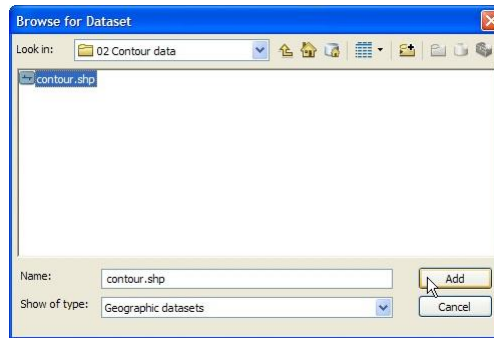 Browse for Dataset
Look in: 02 Contour data
contour.shp
Name: contour.shp Add
Show of type: Geographic datasets Cancel